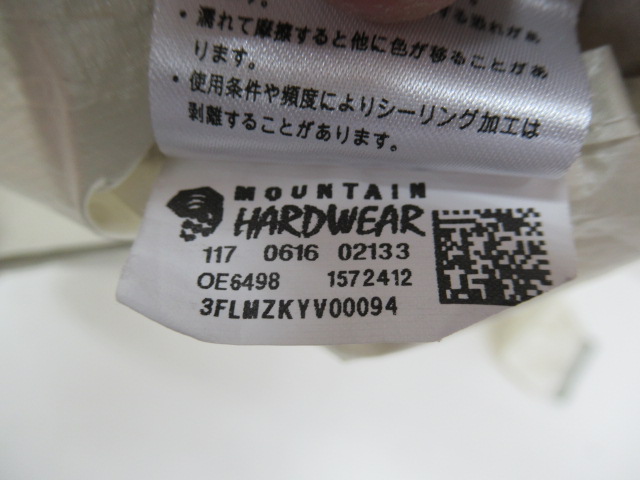 ・濡れて摩擦すると他に色が移ることがあ
ります。
・使用条件や頻度によりシーリング加工は
剥離することがあります。
MOUNTAIN
HARDWEAR
117 0616 02133
OE6498 1572412
3FLMZKYV00094